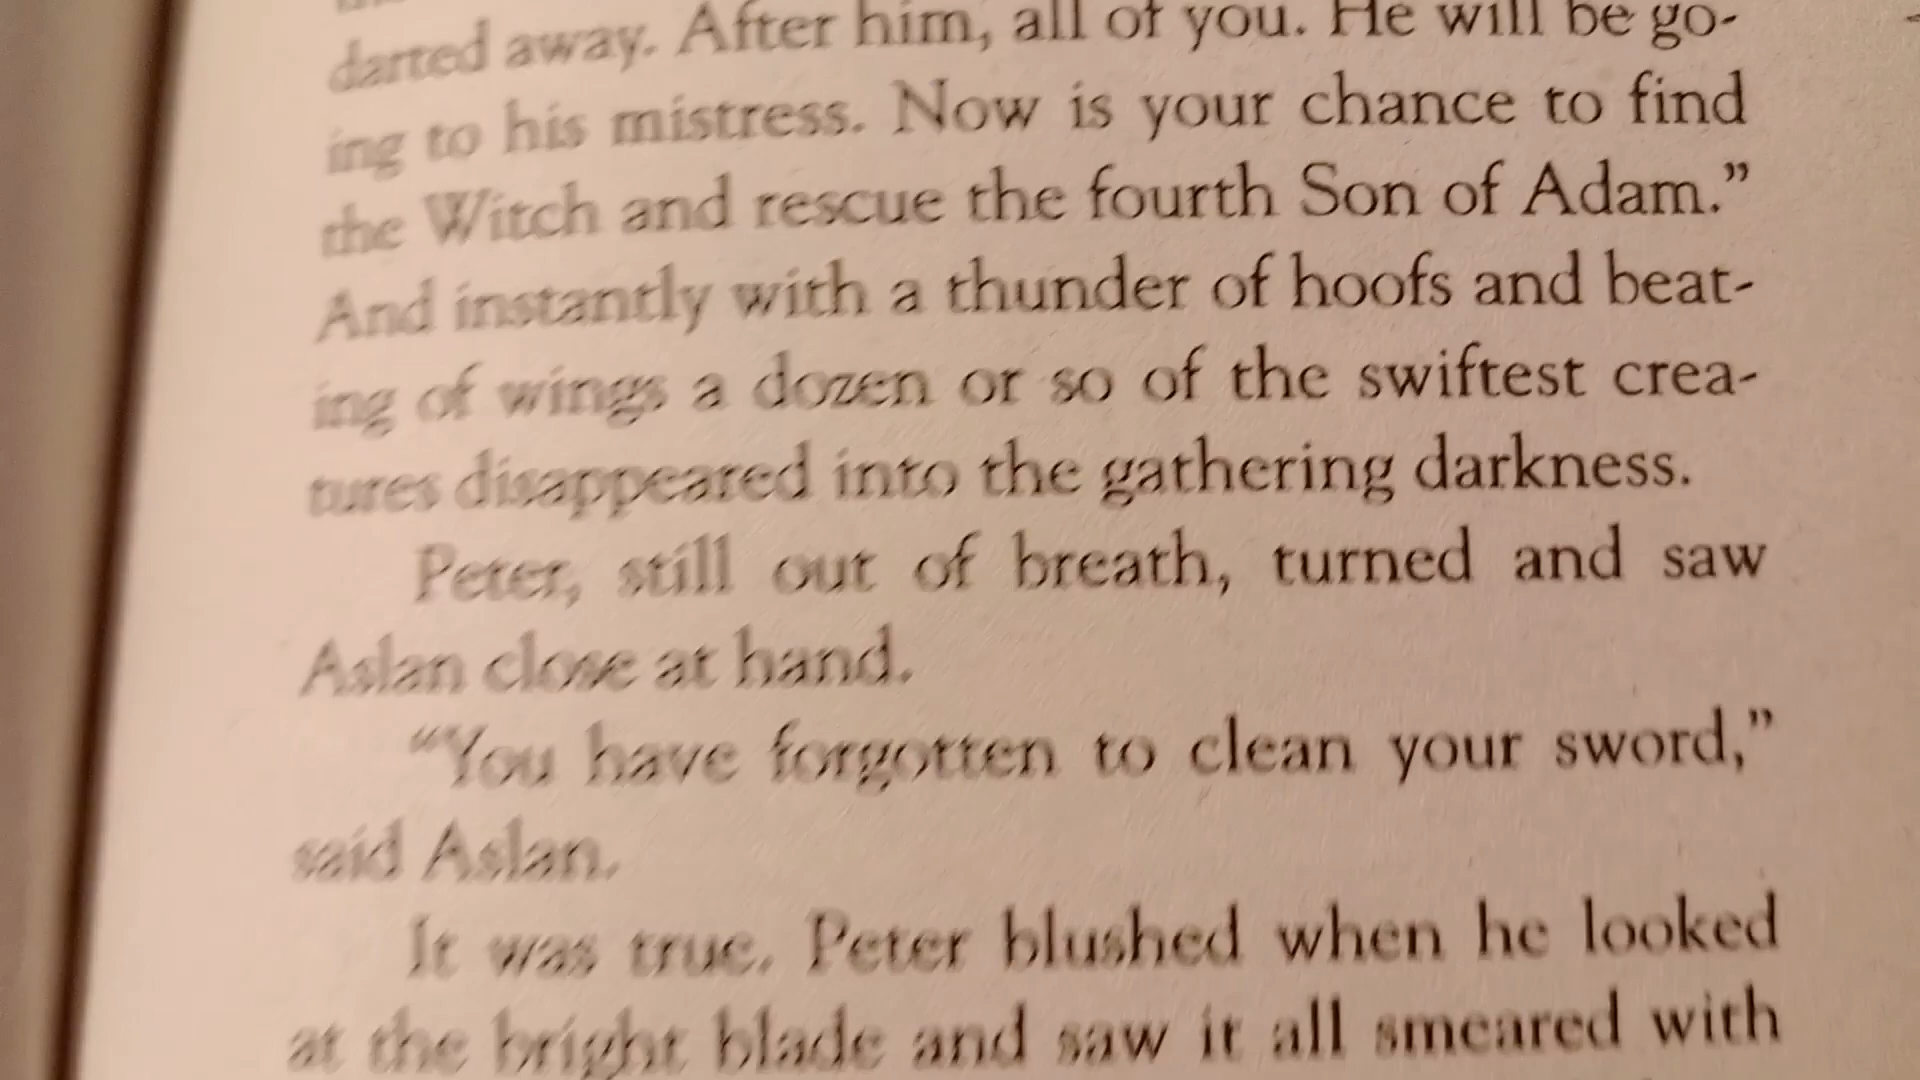 darted away. After him, all of you. He will be go-
ing to his mistress. Now is your chance to find
the Witch and rescue the fourth Son of Adam.”
And instantly with a thunder of hoofs and beat-
ing of wings a dozen or so of the swiftest crea-
tures disappeared into the gathering darkness.
Peter, still out of breath, turned and saw
Aslan close at hand.
“You have forgotten to clean your sword,”
said Aslan.
It was true. Peter blushed when he looked
at the bright blade and saw it all smeared with